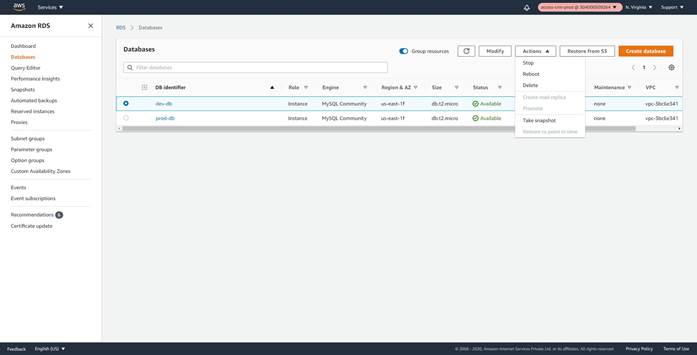 aws Services access-crm-prod @ 304000509264 N. Virginia Support
Amazon RDS
Dashboard
Databases
Query Editor
Performance Insights
Snapshots
Automated backups
Reserved instances
Proxies
Subnet groups
Parameter groups
Option groups
Custom Availability Zones
Events
Event subscriptions
Recommendations 5
Certificate update
RDS Databases
Databases
Group resources Modify Actions Restore from S3 Create database
Filter databases
1
Stop
Reboot
Delete
Create read replica
Promote
Take snapshot
Restore to point in time
DB identifier Role Engine Region & AZ Size Status Maintenance VPC
dev-db Instance MySQL Community us-east-1f db.t2.micro Available none vpc-5bc6e341
prod-db Instance MySQL Community us-east-1f db.t2.micro Available none vpc-5bc6e341
Feedback English (US) © 2008 - 2020, Amazon Internet Services Private Ltd. or its affiliates. All rights reserved. Privacy Policy Terms of Use